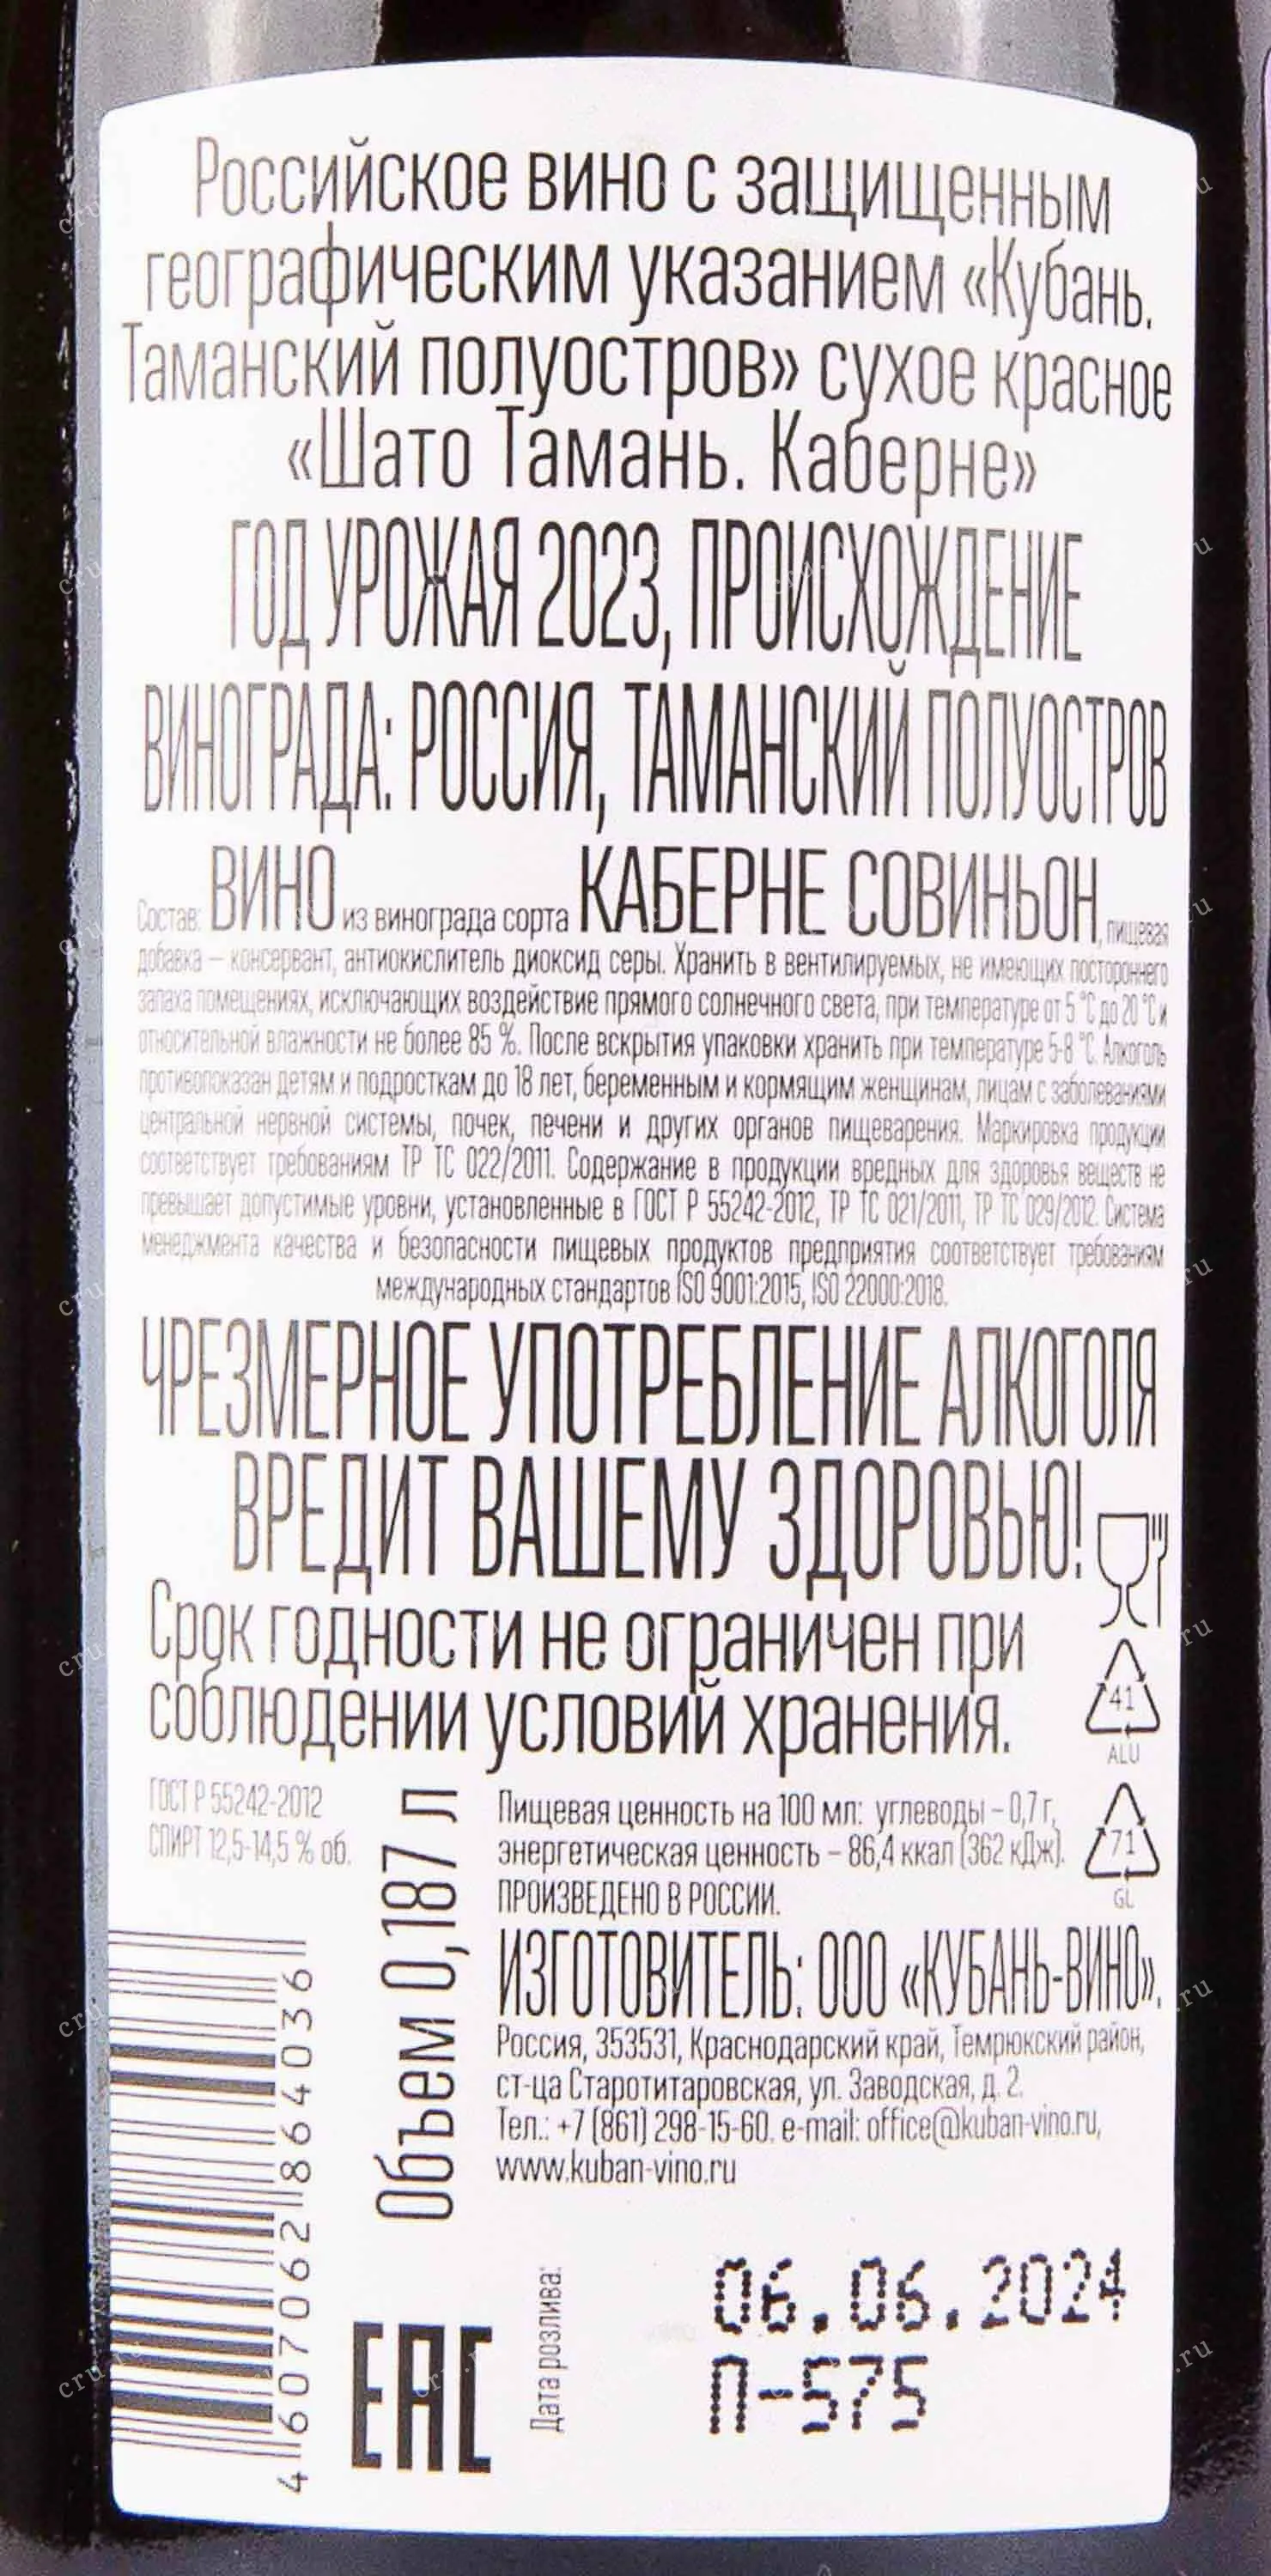 Российское вино с защищенным
географическим указанием «Кубань.
Таманский полуостров» сухое красное
«Шато Тамань. Каберне»
ГОД УРОЖАЯ 2023, ПРОИСХОЖДЕНИЕ
ВИНОГРАДА: РОССИЯ, ТАМАНСКИЙ ПОЛУОСТРОВ
Состав: ВИНО из винограда сорта КАБЕРНЕ СОВИНЬОН, пищевая
добавка – консервант, антиокислитель диоксид серы. Хранить в вентилируемых, не имеющих постороннего
запаха помещениях, исключающих воздействие прямого солнечного света, при температуре от 5 °С до 20 °С и
относительной влажности не более 85 %. После вскрытия упаковки хранить при температуре 5-8 °С. Алкоголь
противопоказан детям и подросткам до 18 лет, беременным и кормящим женщинам, лицам с заболеваниями
центральной нервной системы, почек, печени и других органов пищеварения. Маркировка продукции
соответствует требованиям ТР ТС 022/2011. Содержание в продукции вредных для здоровья веществ не
превышает допустимые уровни, установленные в ГОСТ Р 55242-2012, ТР ТС 021/2011, ТР ТС 029/2012. Система
менеджмента качества и безопасности пищевых продуктов предприятия соответствует требованиям
международных стандартов ISO 9001:2015, ISO 22000:2018.
ЧРЕЗМЕРНОЕ УПОТРЕБЛЕНИЕ АЛКОГОЛЯ
ВРЕДИТ ВАШЕМУ ЗДОРОВЬЮ!
Срок годности не ограничен при
соблюдении условий хранения.
41
ALU
71
GL
ГОСТ Р 55242-2012
СПИРТ 12,5-14,5 % об.
Объем 0,187 л
Пищевая ценность на 100 мл: углеводы – 0,7 г,
энергетическая ценность – 86,4 ккал (362 кДж).
ПРОИЗВЕДЕНО В РОССИИ.
ИЗГОТОВИТЕЛЬ: ООО «КУБАНЬ-ВИНО».
Россия, 353531, Краснодарский край, Темрюкский район,
ст-ца Старотитаровская, ул. Заводская, д. 2.
Тел.: +7 (861) 298-15-60. e-mail: office@kuban-vino.ru,
www.kuban-vino.ru
4 607062 864036
EAC
Дата розлива:
06.06.2024
П-575